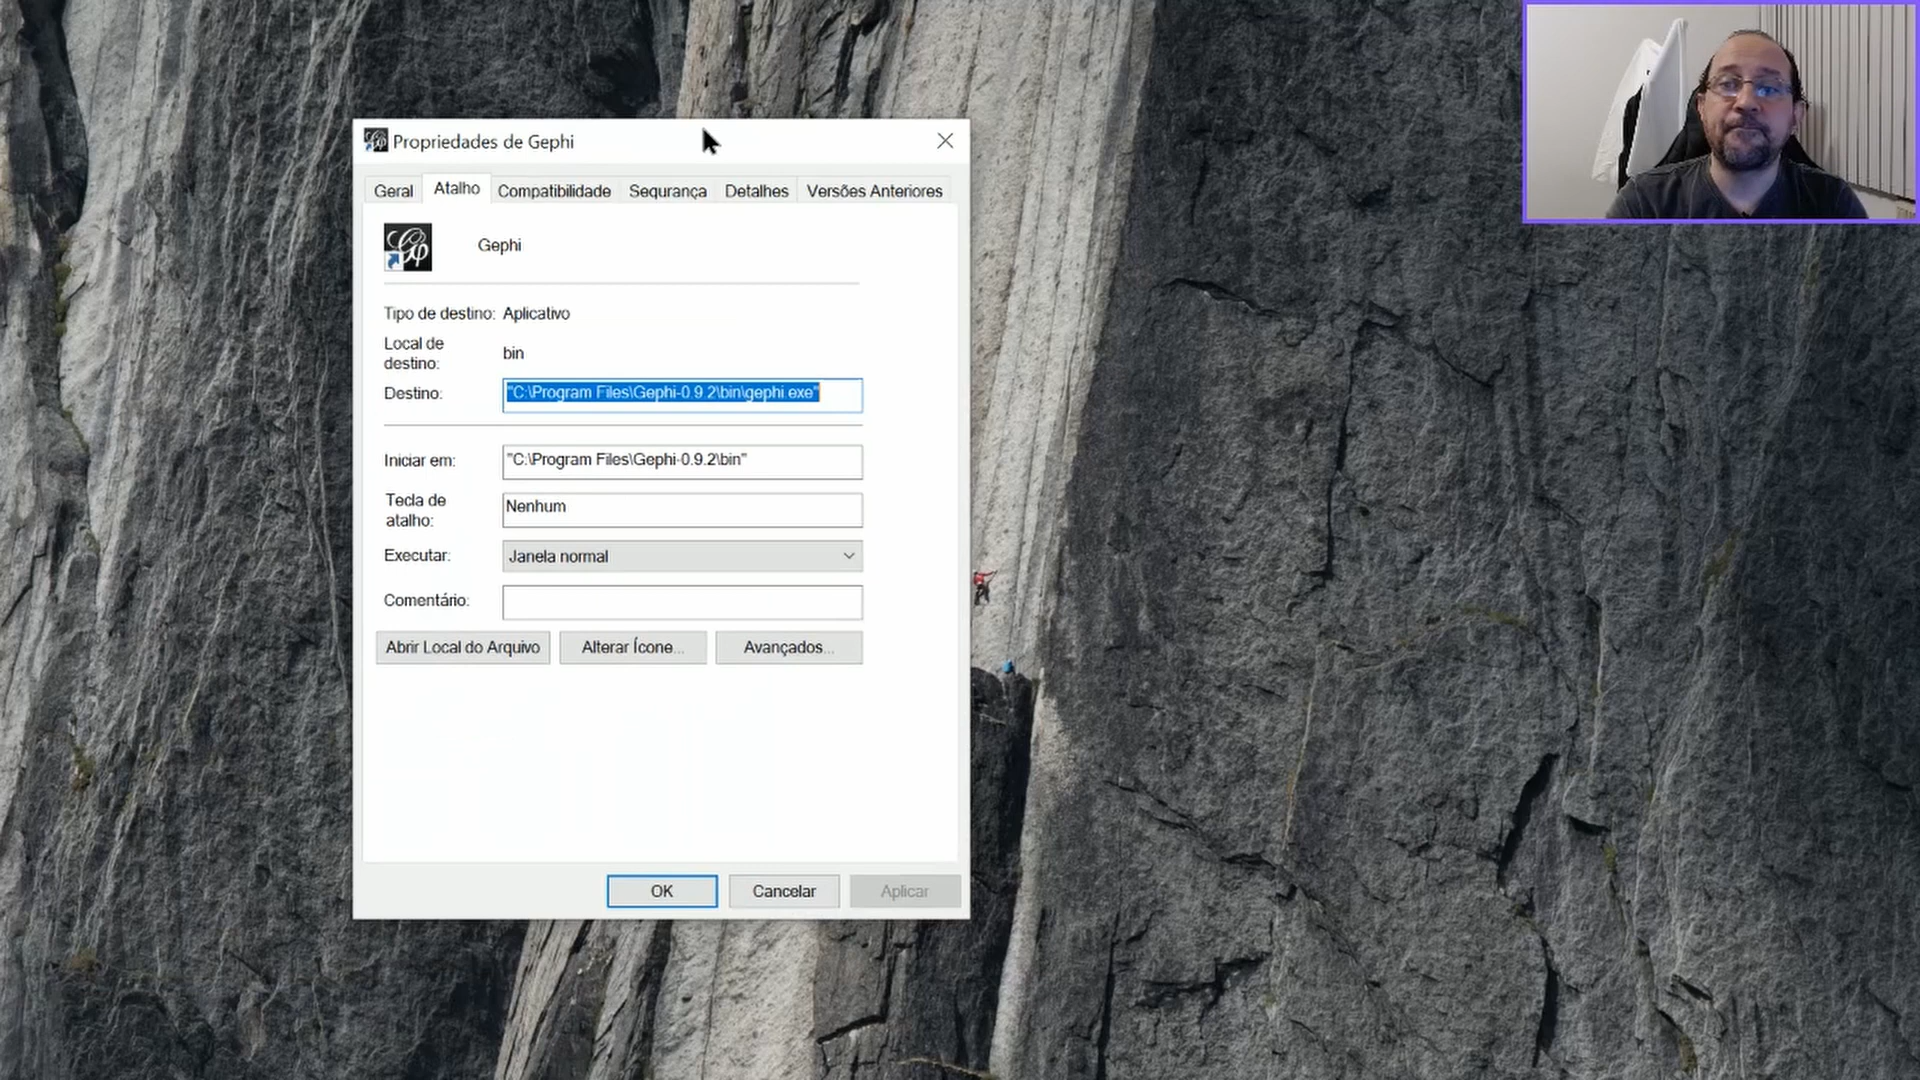 Propriedades de Gephi
Geral Atalho Compatibilidade Segurança Detalhes Versões Anteriores
Gephi
Tipo de destino: Aplicativo
Local de
destino: bin
Destino: "C:\Program Files\Gephi-0.9.2\bin\gephi.exe"
Iniciar em: "C:\Program Files\Gephi-0.9.2\bin"
Tecla de
atalho: Nenhum
Executar: Janela normal
Comentário:
Abrir Local do Arquivo Alterar Ícone... Avançados...
OK Cancelar Aplicar